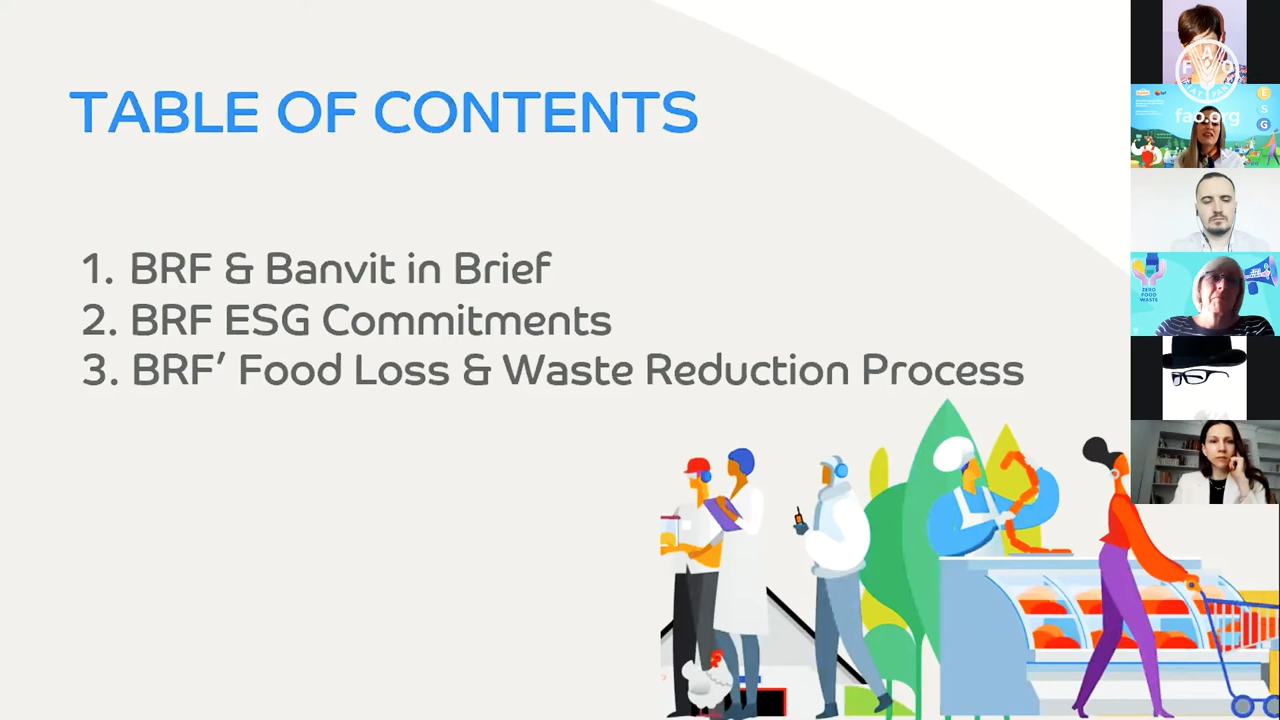 TABLE OF CONTENTS
1. BRF & Banvit in Brief
2. BRF ESG Commitments
3. BRF’ Food Loss & Waste Reduction Process
F A O
fao.org
E
S
G
ZERO
FOOD
WASTE